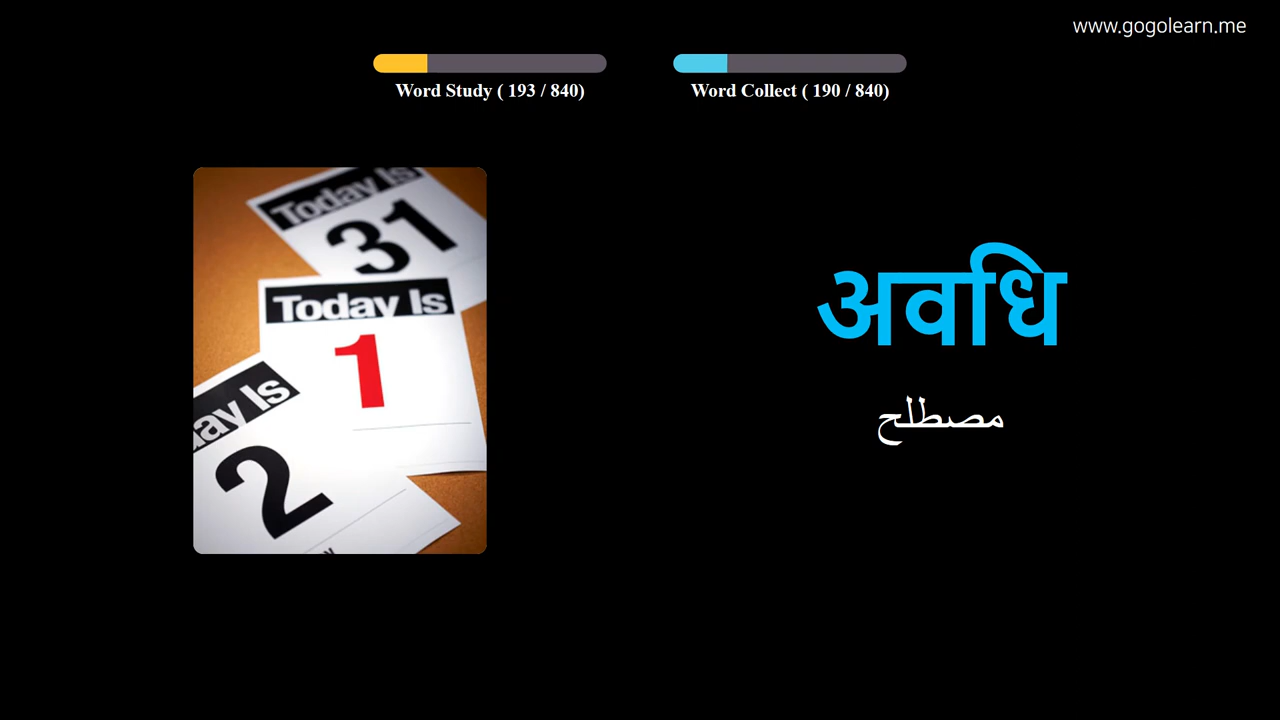 www.gogolearn.me
Word Study ( 193 / 840)
Word Collect ( 190 / 840)
Today Is
31
Today Is
1
ay Is
2
अवधि
مصطلح